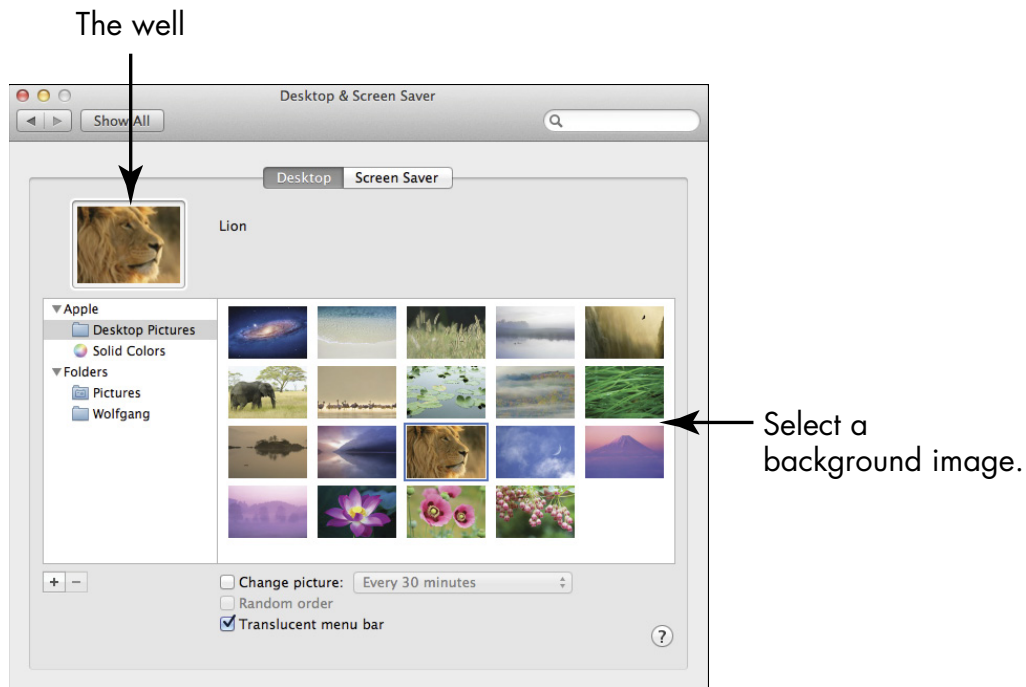 The well
Desktop & Screen Saver
Show All
Desktop
Screen Saver
Lion
Apple
Desktop Pictures
Solid Colors
Folders
Pictures
Wolfgang
Select a
background image.
+ −
Change picture: Every 30 minutes
Random order
Translucent menu bar
?